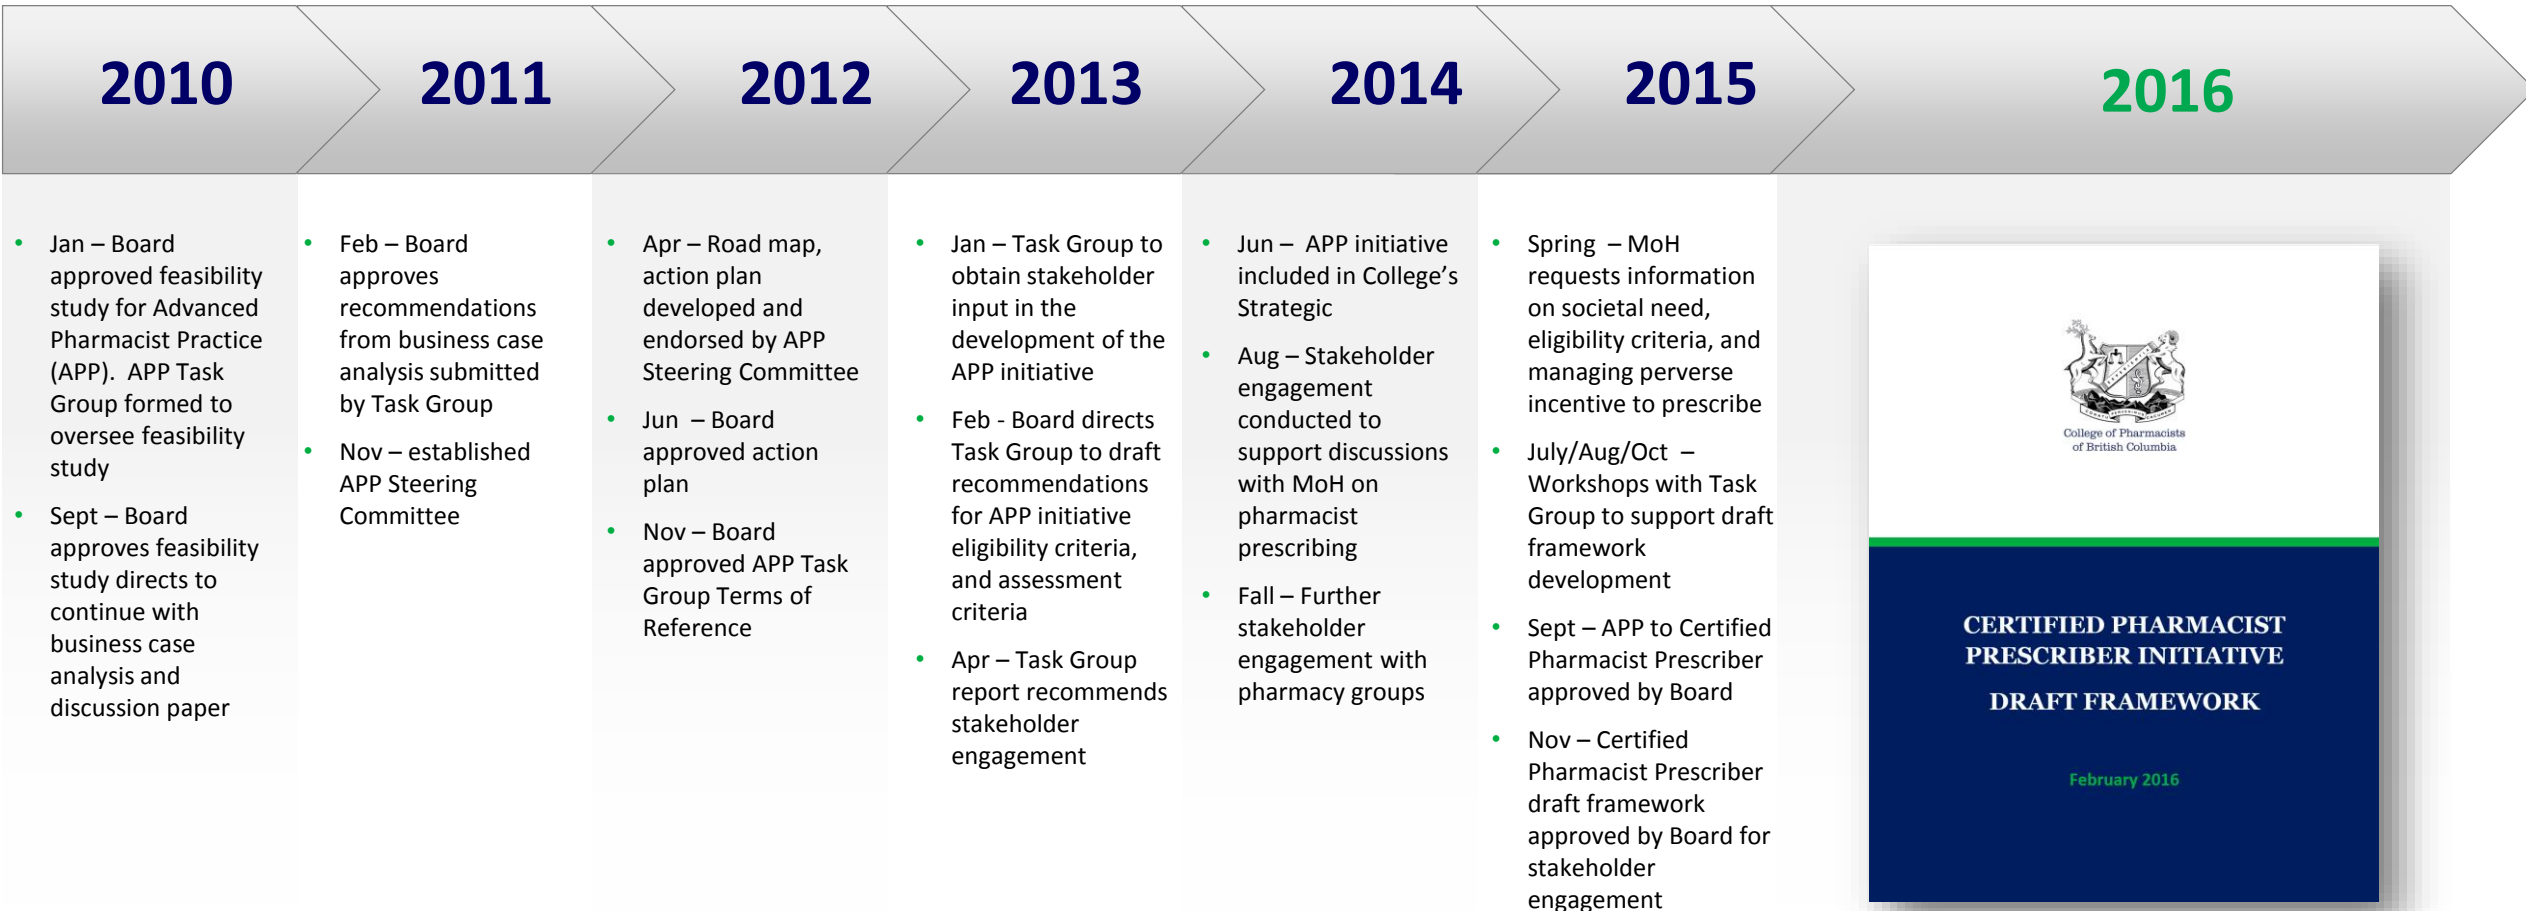 2010
2011
2012
2013
2014
2015
2016
• Jan – Board
approved feasibility
study for Advanced
Pharmacist Practice
(APP).  APP Task
Group formed to
oversee feasibility
study
• Sept – Board
approves feasibility
study directs to
continue with
business case
analysis and
discussion paper
• Feb – Board
approves
recommendations
from business case
analysis submitted
by Task Group
• Nov – established
APP Steering
Committee
• Apr – Road map,
action plan
developed and
endorsed by APP
Steering Committee
• Jun  – Board
approved action
plan
• Nov – Board
approved APP Task
Group Terms of
Reference
• Jan – Task Group to
obtain stakeholder
input in the
development of the
APP initiative
• Feb - Board directs
Task Group to draft
recommendations
for APP initiative
eligibility criteria,
and assessment
criteria
• Apr – Task Group
report recommends
stakeholder
engagement
• Jun –  APP initiative
included in College’s
Strategic
• Aug – Stakeholder
engagement
conducted to
support discussions
with MoH on
pharmacist
prescribing
• Fall – Further
stakeholder
engagement with
pharmacy groups
• Spring  – MoH
requests information
on societal need,
eligibility criteria, and
managing perverse
incentive to prescribe
• July/Aug/Oct  –
Workshops with Task
Group to support draft
framework
development
• Sept – APP to Certified
Pharmacist Prescriber
approved by Board
• Nov – Certified
Pharmacist Prescriber
draft framework
approved by Board for
stakeholder
engagement
College of Pharmacists
of British Columbia
CERTIFIED PHARMACIST
PRESCRIBER INITIATIVE
DRAFT FRAMEWORK
February 2016